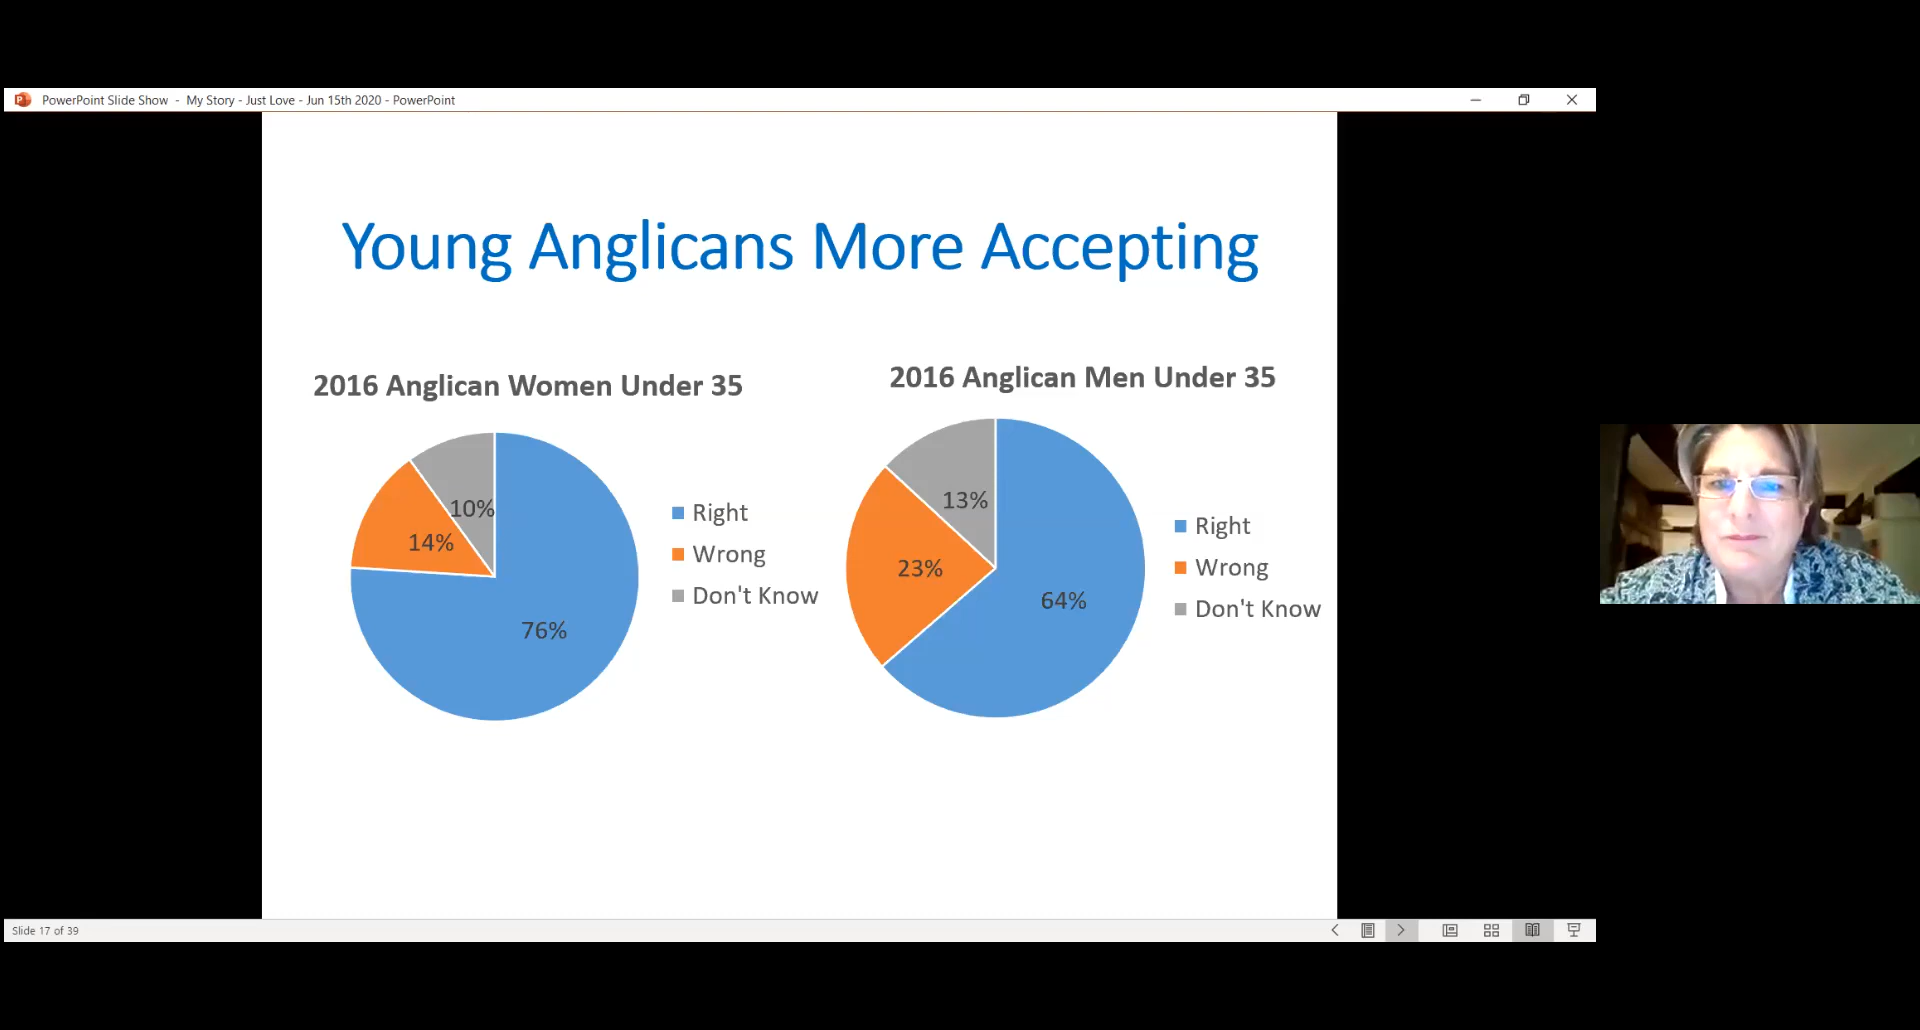 PowerPoint Slide Show - My Story - Just Love - Jun 15th 2020 - PowerPoint
Young Anglicans More Accepting
2016 Anglican Women Under 35
10%
14%
76%
Right
Wrong
Don't Know
2016 Anglican Men Under 35
13%
23%
64%
Right
Wrong
Don't Know
Slide 17 of 39